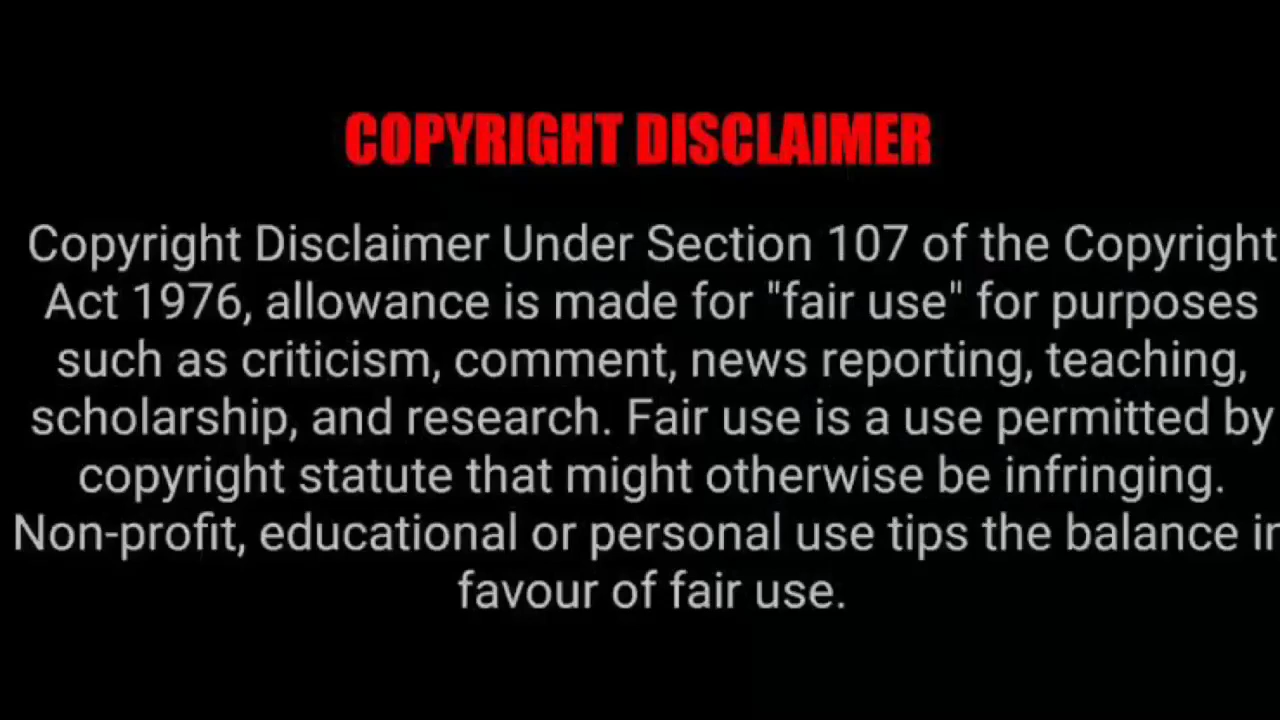 COPYRIGHT DISCLAIMER
Copyright Disclaimer Under Section 107 of the Copyright
Act 1976, allowance is made for "fair use" for purposes
such as criticism, comment, news reporting, teaching,
scholarship, and research. Fair use is a use permitted by
copyright statute that might otherwise be infringing.
Non-profit, educational or personal use tips the balance in
favour of fair use.